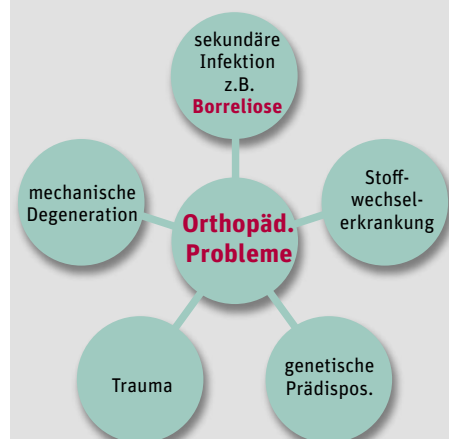 sekundäre
Infektion
z.B.
Borreliose
mechanische
Degeneration
Stoff-
wechsel-
erkrankung
Orthopäd.
Probleme
Trauma
genetische
Prädispos.